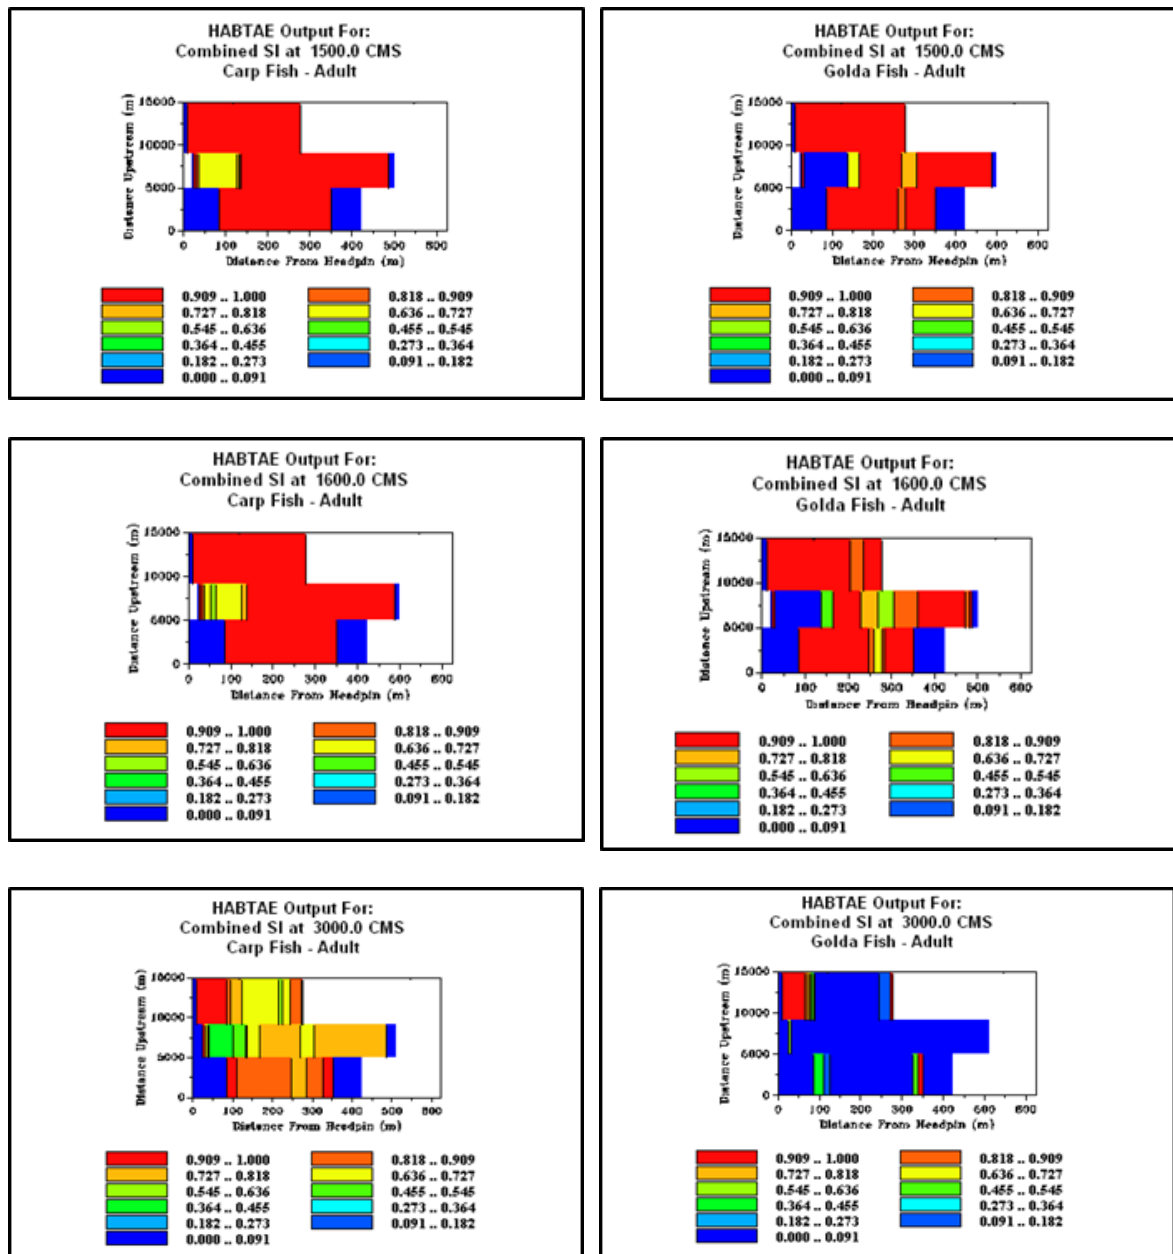 HABTAE Output For:
Combined SI at 1500.0 CMS
Carp Fish - Adult
15000
10000
5000
0
Distance Upstream (m)
0 100 200 300 400 500 600
Distance From Headpin (m)
0.909 .. 1.000 0.818 .. 0.909
0.727 .. 0.818 0.636 .. 0.727
0.545 .. 0.636 0.455 .. 0.545
0.364 .. 0.455 0.273 .. 0.364
0.182 .. 0.273 0.091 .. 0.182
0.000 .. 0.091
HABTAE Output For:
Combined SI at 1500.0 CMS
Golda Fish - Adult
15000
10000
5000
0
Distance Upstream (m)
0 100 200 300 400 500 600
Distance From Headpin (m)
0.909 .. 1.000 0.818 .. 0.909
0.727 .. 0.818 0.636 .. 0.727
0.545 .. 0.636 0.455 .. 0.545
0.364 .. 0.455 0.273 .. 0.364
0.182 .. 0.273 0.091 .. 0.182
0.000 .. 0.091
HABTAE Output For:
Combined SI at 1600.0 CMS
Carp Fish - Adult
15000
10000
5000
0
Distance Upstream (m)
0 100 200 300 400 500 600
Distance From Headpin (m)
0.909 .. 1.000 0.818 .. 0.909
0.727 .. 0.818 0.636 .. 0.727
0.545 .. 0.636 0.455 .. 0.545
0.364 .. 0.455 0.273 .. 0.364
0.182 .. 0.273 0.091 .. 0.182
0.000 .. 0.091
HABTAE Output For:
Combined SI at 1600.0 CMS
Golda Fish - Adult
15000
10000
5000
0
Distance Upstream (m)
0 100 200 300 400 500 600
Distance From Headpin (m)
0.909 .. 1.000 0.818 .. 0.909
0.727 .. 0.818 0.636 .. 0.727
0.545 .. 0.636 0.455 .. 0.545
0.364 .. 0.455 0.273 .. 0.364
0.182 .. 0.273 0.091 .. 0.182
0.000 .. 0.091
HABTAE Output For:
Combined SI at 3000.0 CMS
Carp Fish - Adult
15000
10000
5000
0
Distance Upstream (m)
0 100 200 300 400 500 600
Distance From Headpin (m)
0.909 .. 1.000 0.818 .. 0.909
0.727 .. 0.818 0.636 .. 0.727
0.545 .. 0.636 0.455 .. 0.545
0.364 .. 0.455 0.273 .. 0.364
0.182 .. 0.273 0.091 .. 0.182
0.000 .. 0.091
HABTAE Output For:
Combined SI at 3000.0 CMS
Golda Fish - Adult
15000
10000
5000
0
Distance Upstream (m)
0 100 200 300 400 500 600
Distance From Headpin (m)
0.909 .. 1.000 0.818 .. 0.909
0.727 .. 0.818 0.636 .. 0.727
0.545 .. 0.636 0.455 .. 0.545
0.364 .. 0.455 0.273 .. 0.364
0.182 .. 0.273 0.091 .. 0.182
0.000 .. 0.091